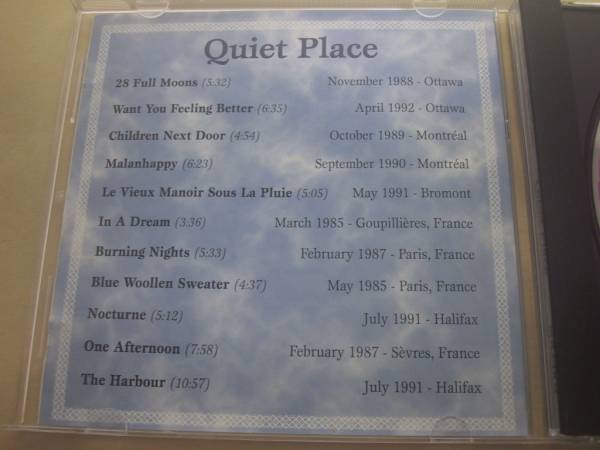 Quiet Place
28 Full Moons (5:32) November 1988 - Ottawa
Want You Feeling Better (6:35) April 1992 - Ottawa
Children Next Door (4:54) October 1989 - Montréal
Malanhappy (6:23) September 1990 - Montréal
Le Vieux Manoir Sous La Pluie (5:05) May 1991 - Bromont
In A Dream (3:36) March 1985 - Goupillières, France
Burning Nights (5:33) February 1987 - Paris, France
Blue Woollen Sweater (4:37) May 1985 - Paris, France
Nocturne (5:12) July 1991 - Halifax
One Afternoon (7:58) February 1987 - Sèvres, France
The Harbour (10:57) July 1991 - Halifax